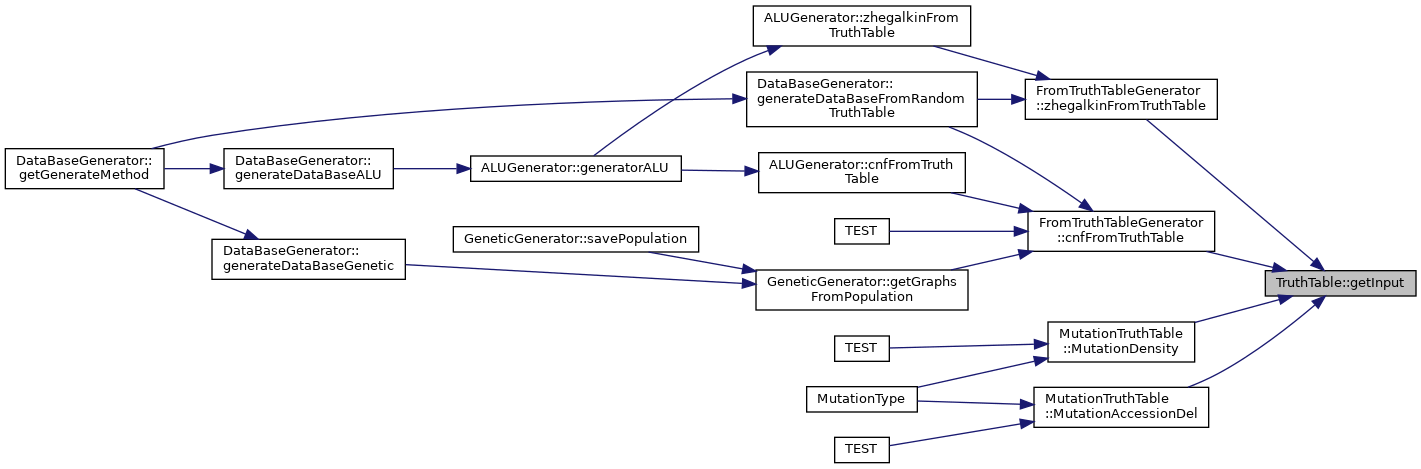 ALUGenerator::zhegalkinFrom
TruthTable
DataBaseGenerator::
generateDataBaseFromRandom
TruthTable
FromTruthTableGenerator
::zhegalkinFromTruthTable
DataBaseGenerator::
getGenerateMethod
DataBaseGenerator::
generateDataBaseALU
ALUGenerator::generatorALU
ALUGenerator::cnfFromTruth
Table
FromTruthTableGenerator
::cnfFromTruthTable
TEST
GeneticGenerator::savePopulation
DataBaseGenerator::
generateDataBaseGenetic
GeneticGenerator::getGraphs
FromPopulation
TruthTable::getInput
MutationTruthTable
::MutationDensity
TEST
MutationType
MutationTruthTable
::MutationAccessionDel
TEST